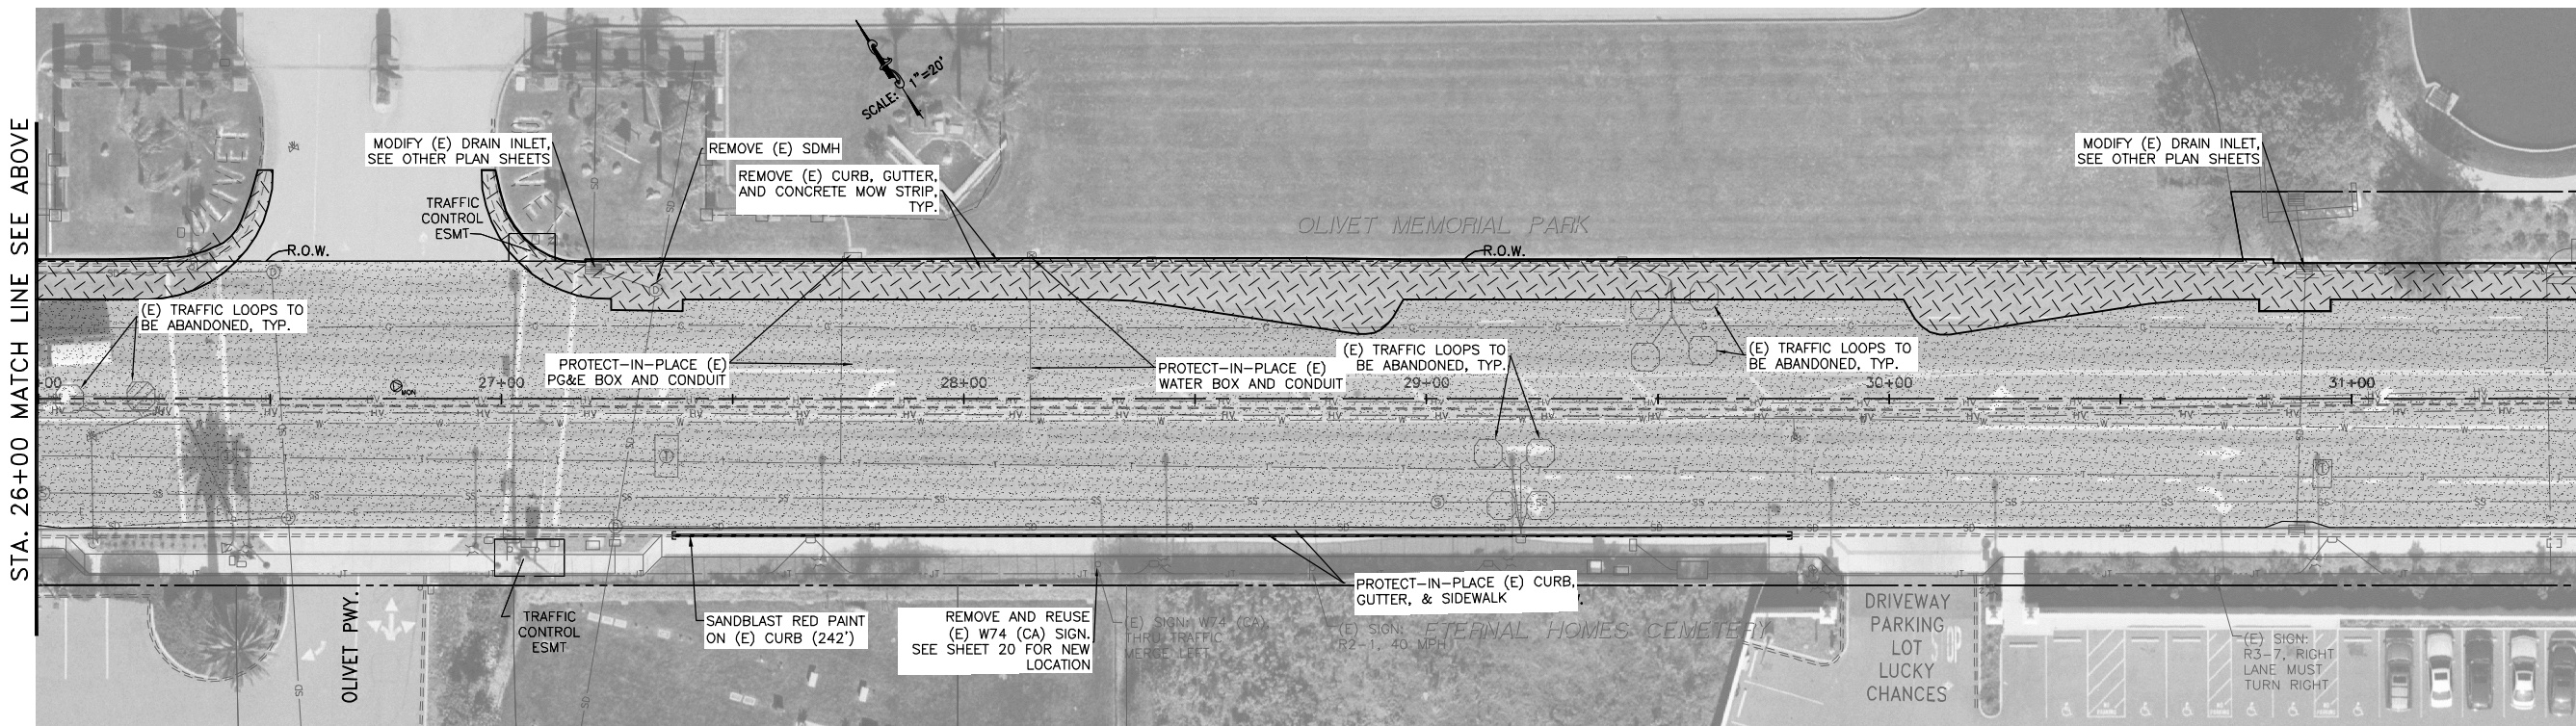 STA. 26+00 MATCH LINE SEE ABOVE
SCALE: 1"=20'
MODIFY (E) DRAIN INLET,
SEE OTHER PLAN SHEETS
REMOVE (E) SDMH
REMOVE (E) CURB, GUTTER,
AND CONCRETE MOW STRIP,
TYP.
MODIFY (E) DRAIN INLET,
SEE OTHER PLAN SHEETS
TRAFFIC
CONTROL
ESMT
OLIVET MEMORIAL PARK
R.O.W.
R.O.W.
(E) TRAFFIC LOOPS TO
BE ABANDONED, TYP.
PROTECT-IN-PLACE (E)
PG&E BOX AND CONDUIT
PROTECT-IN-PLACE (E)
WATER BOX AND CONDUIT
(E) TRAFFIC LOOPS TO
BE ABANDONED, TYP.
(E) TRAFFIC LOOPS TO
BE ABANDONED, TYP.
+00
27+00
28+00
29+00
30+00
31+00
MON
OLIVET PWY.
TRAFFIC
CONTROL
ESMT
SANDBLAST RED PAINT
ON (E) CURB (242')
REMOVE AND REUSE
(E) W74 (CA) SIGN.
SEE SHEET 20 FOR NEW
LOCATION
(E) SIGN: W74 (CA)
THRU TRAFFIC
MERGE LEFT
PROTECT-IN-PLACE (E) CURB,
GUTTER, & SIDEWALK
(E) SIGN:
R2-1, 40 MPH
ETERNAL HOMES CEMETERY
DRIVEWAY
PARKING
LOT
LUCKY
CHANCES
(E) SIGN:
R3-7, RIGHT
LANE MUST
TURN RIGHT